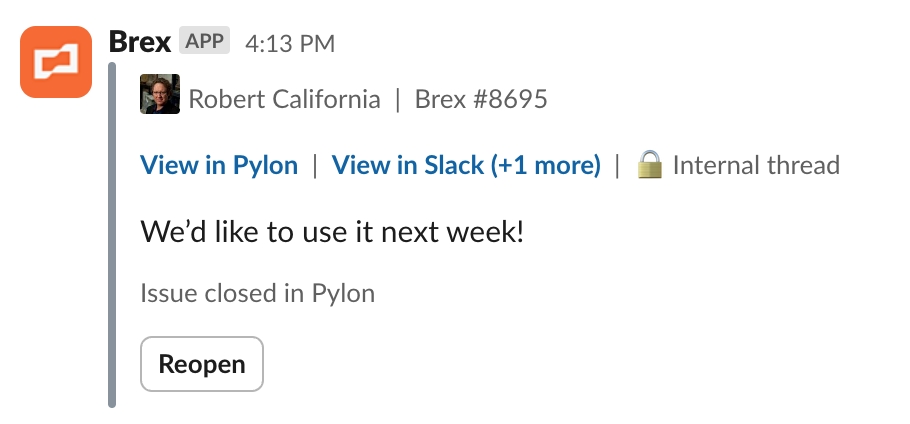 Brex APP 4:13 PM
Robert California | Brex #8695
View in Pylon | View in Slack (+1 more) | 🔒 Internal thread
We’d like to use it next week!
Issue closed in Pylon
Reopen